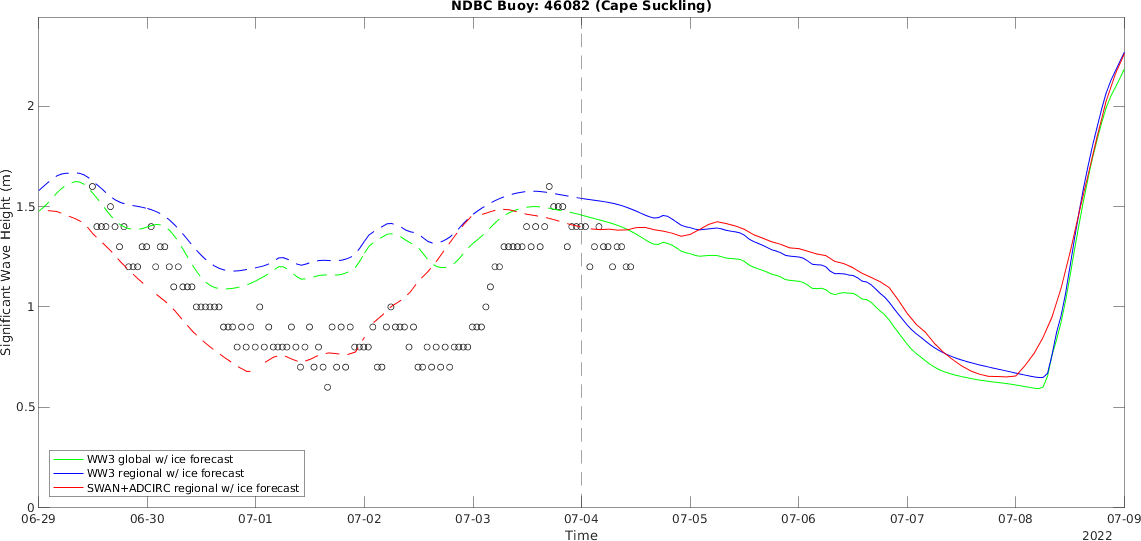 NDBC Buoy: 46082 (Cape Suckling)
Significant Wave Height (m)
2
1.5
1
0.5
0
WW3 global w/ ice forecast
WW3 regional w/ ice forecast
SWAN+ADCIRC regional w/ ice forecast
06-29 06-30 07-01 07-02 07-03 07-04 07-05 07-06 07-07 07-08 07-09
Time
2022